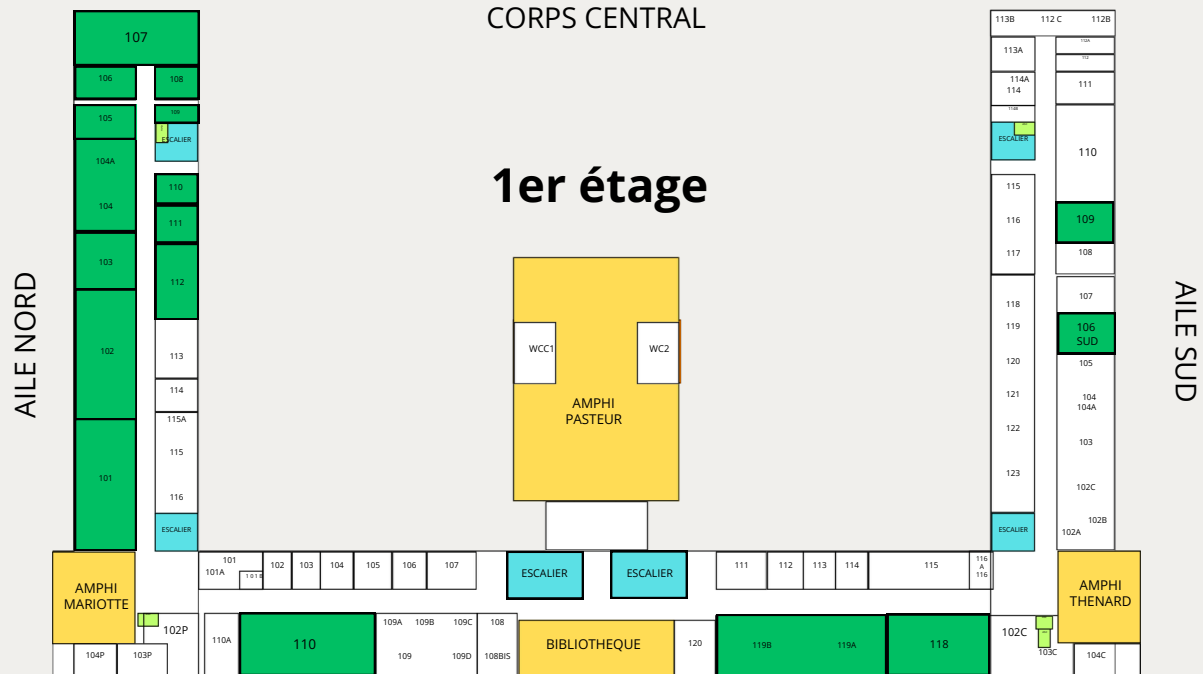 CORPS CENTRAL
1er étage
AILE NORD
AILE SUD
107
106
108
105
109
ESCALIER
104A
104
110
111
103
112
102
113
114
115A
115
101
116
ESCALIER
AMPHI
MARIOTTE
102P
104P
103P
101
101A
101B
102
103
104
105
106
107
ESCALIER
ESCALIER
111
112
113
114
115
116
A
116
110A
110
109A
109B
109C
108
109
109D
108BIS
BIBLIOTHEQUE
120
119B
119A
118
WCC1
WC2
AMPHI
PASTEUR
113B
112 C
112B
113A
112A
112
114A
114
111
114B
ESCALIER
110
115
116
109
117
108
107
118
119
106
SUD
120
105
121
104
104A
122
103
123
102C
102B
102A
ESCALIER
AMPHI
THENARD
102C
103C
104C